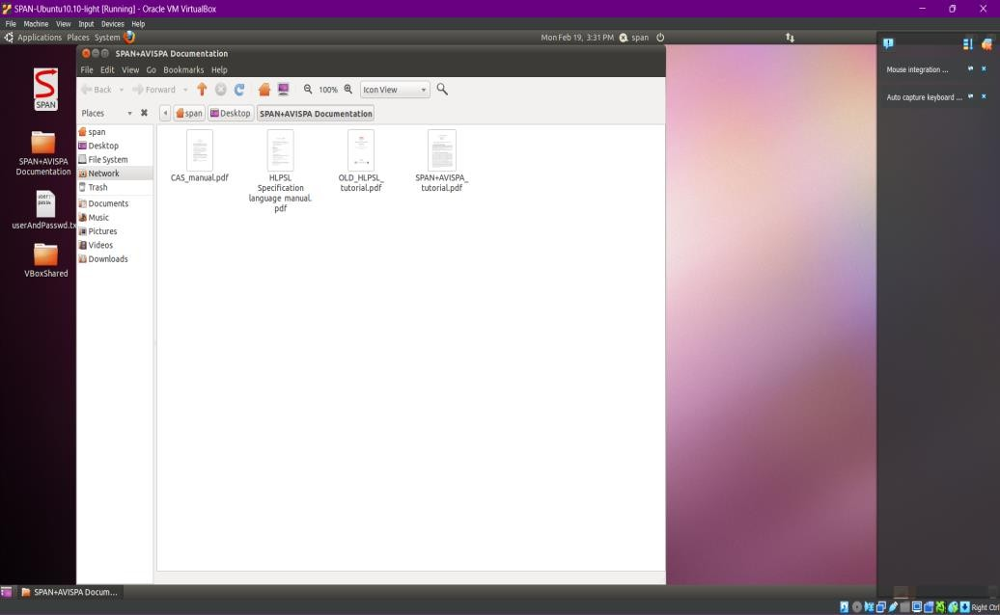 SPAN-Ubuntu10.10-light [Running] - Oracle VM VirtualBox
File Machine View Input Devices Help
Applications Places System
Mon Feb 19, 3:31 PM span
SPAN+AVISPA Documentation
File Edit View Go Bookmarks Help
Back Forward 100% Icon View
Places span Desktop SPAN+AVISPA Documentation
span
Desktop
File System
Network
Trash
Documents
Music
Pictures
Videos
Downloads
CAS_manual.pdf
HLPSL
Specification
language manual.
pdf
OLD_HLPSL_
tutorial.pdf
SPAN+AVISPA_
tutorial.pdf
SPAN
SPAN+AVISPA
Documentation
userAndPasswd.tx
VBoxShared
Mouse integration ...
Auto capture keyboard ...
SPAN+AVISPA Docum...
Right Ctrl